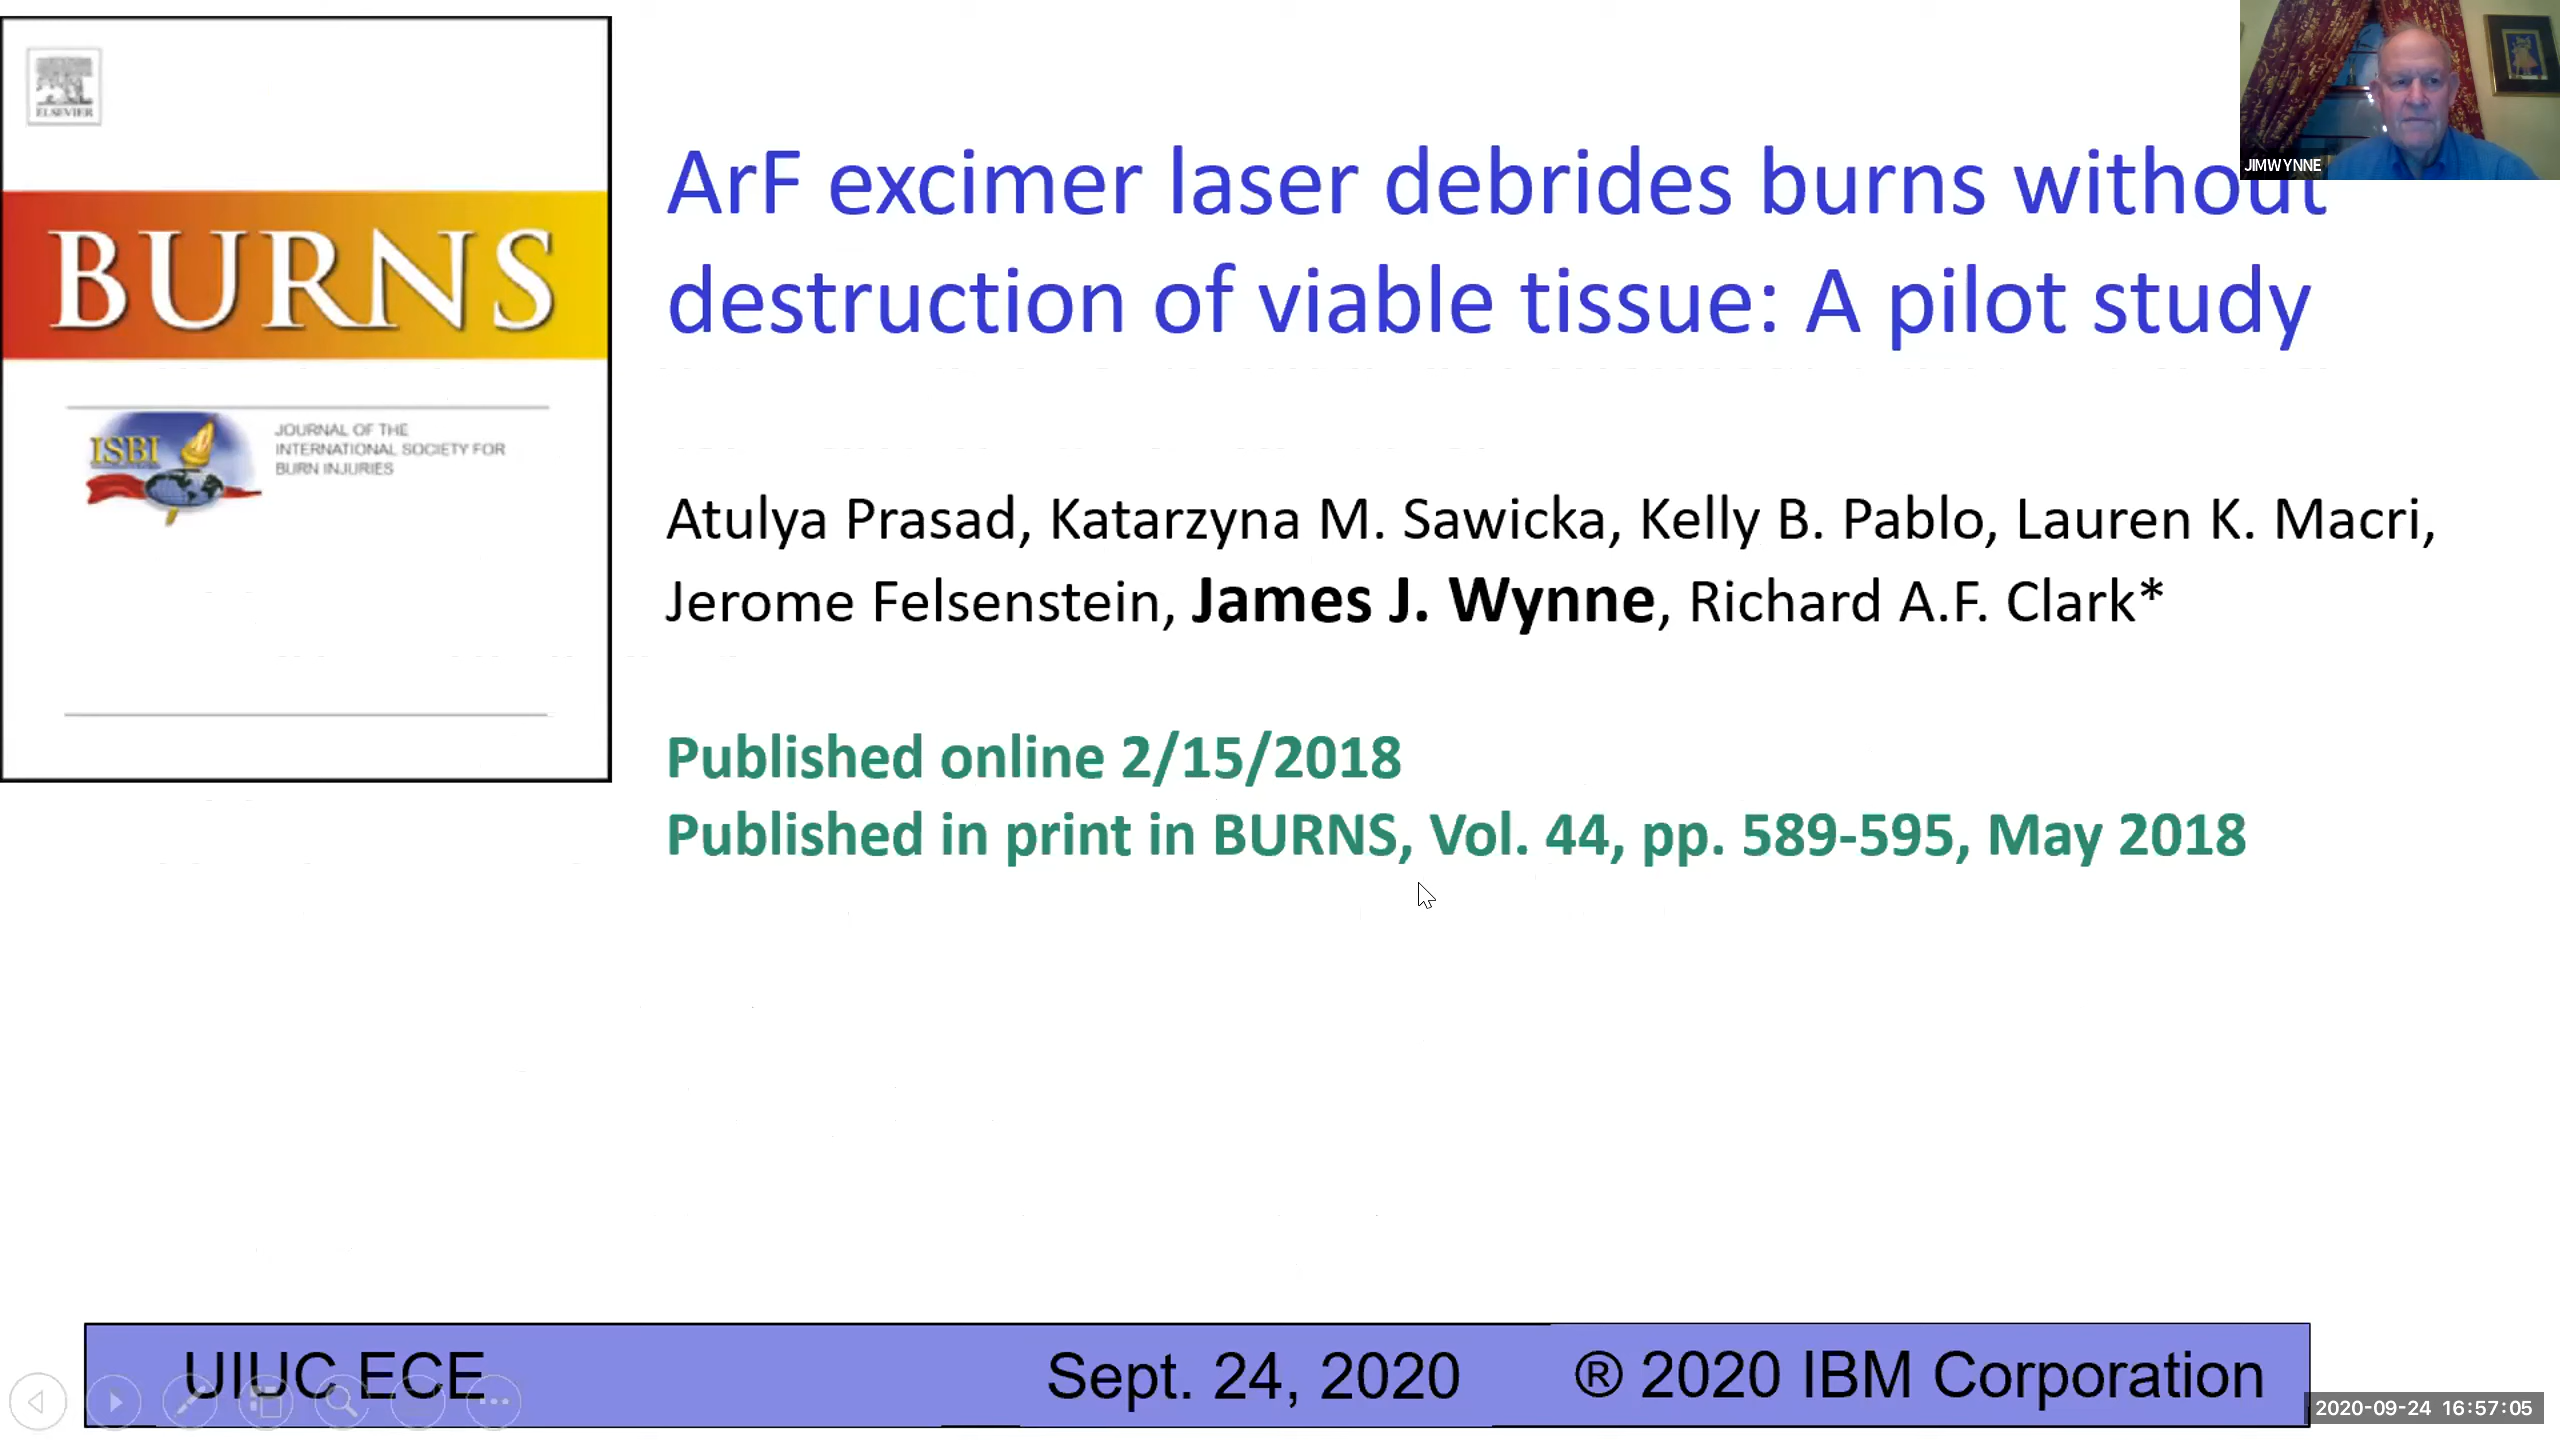 ELSEVIER
BURNS
ISBI
JOURNAL OF THE
INTERNATIONAL SOCIETY FOR
BURN INJURIES
ArF excimer laser debrides burns without
destruction of viable tissue: A pilot study
Atulya Prasad, Katarzyna M. Sawicka, Kelly B. Pablo, Lauren K. Macri,
Jerome Felsenstein, James J. Wynne, Richard A.F. Clark*
Published online 2/15/2018
Published in print in BURNS, Vol. 44, pp. 589-595, May 2018
JIMWYNNE
UIUC ECE
Sept. 24, 2020
® 2020 IBM Corporation
2020-09-24 16:57:05